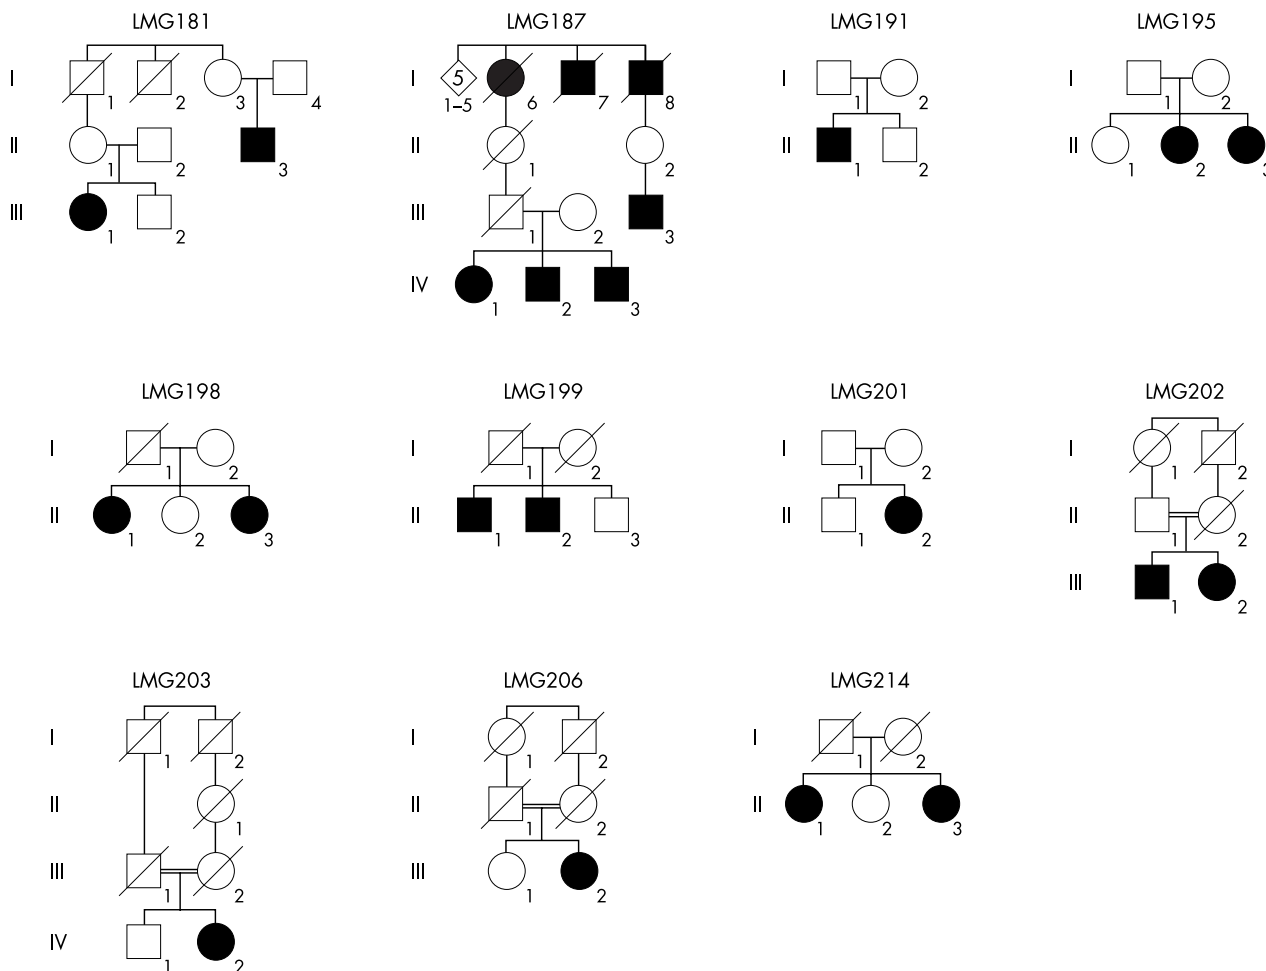 LMG181 LMG187 LMG191 LMG195
I 1 2 3 4 I 5 1–5 6 7 8 I 1 2 I 1 2
II 1 2 3 II 1 2 II 1 2 II 1 2 3
III 1 2 III 1 2 3
IV 1 2 3
LMG198 LMG199 LMG201 LMG202
I 1 2 I 1 2 I 1 2 I 1 2
II 1 2 3 II 1 2 3 II 1 2 II 1 2
III 1 2
LMG203 LMG206 LMG214
I 1 2 I 1 2 I 1 2
II 1 II 1 2 II 1 2 3
III 1 2 III 1 2
IV 1 2